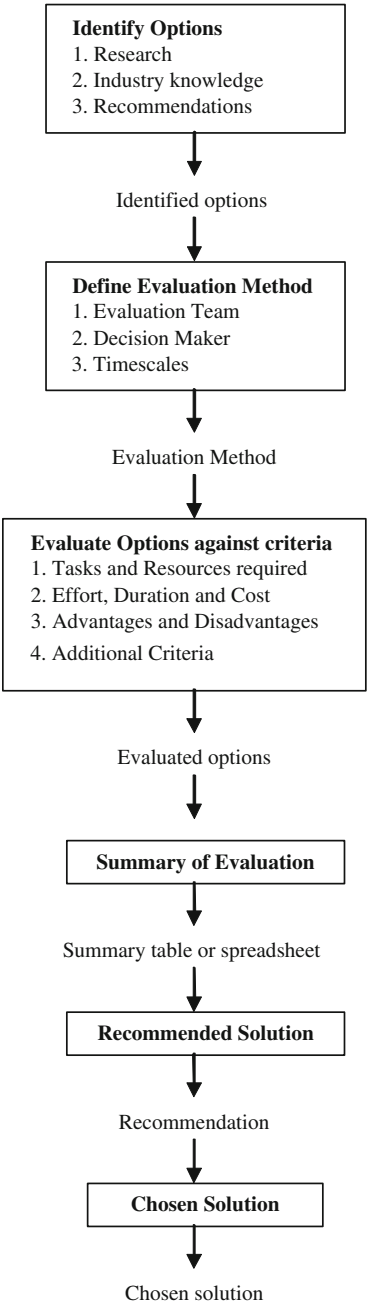 Identify Options
1. Research
2. Industry knowledge
3. Recommendations
Identified options
Define Evaluation Method
1. Evaluation Team
2. Decision Maker
3. Timescales
Evaluation Method
Evaluate Options against criteria
1. Tasks and Resources required
2. Effort, Duration and Cost
3. Advantages and Disadvantages
4. Additional Criteria
Evaluated options
Summary of Evaluation
Summary table or spreadsheet
Recommended Solution
Recommendation
Chosen Solution
Chosen solution